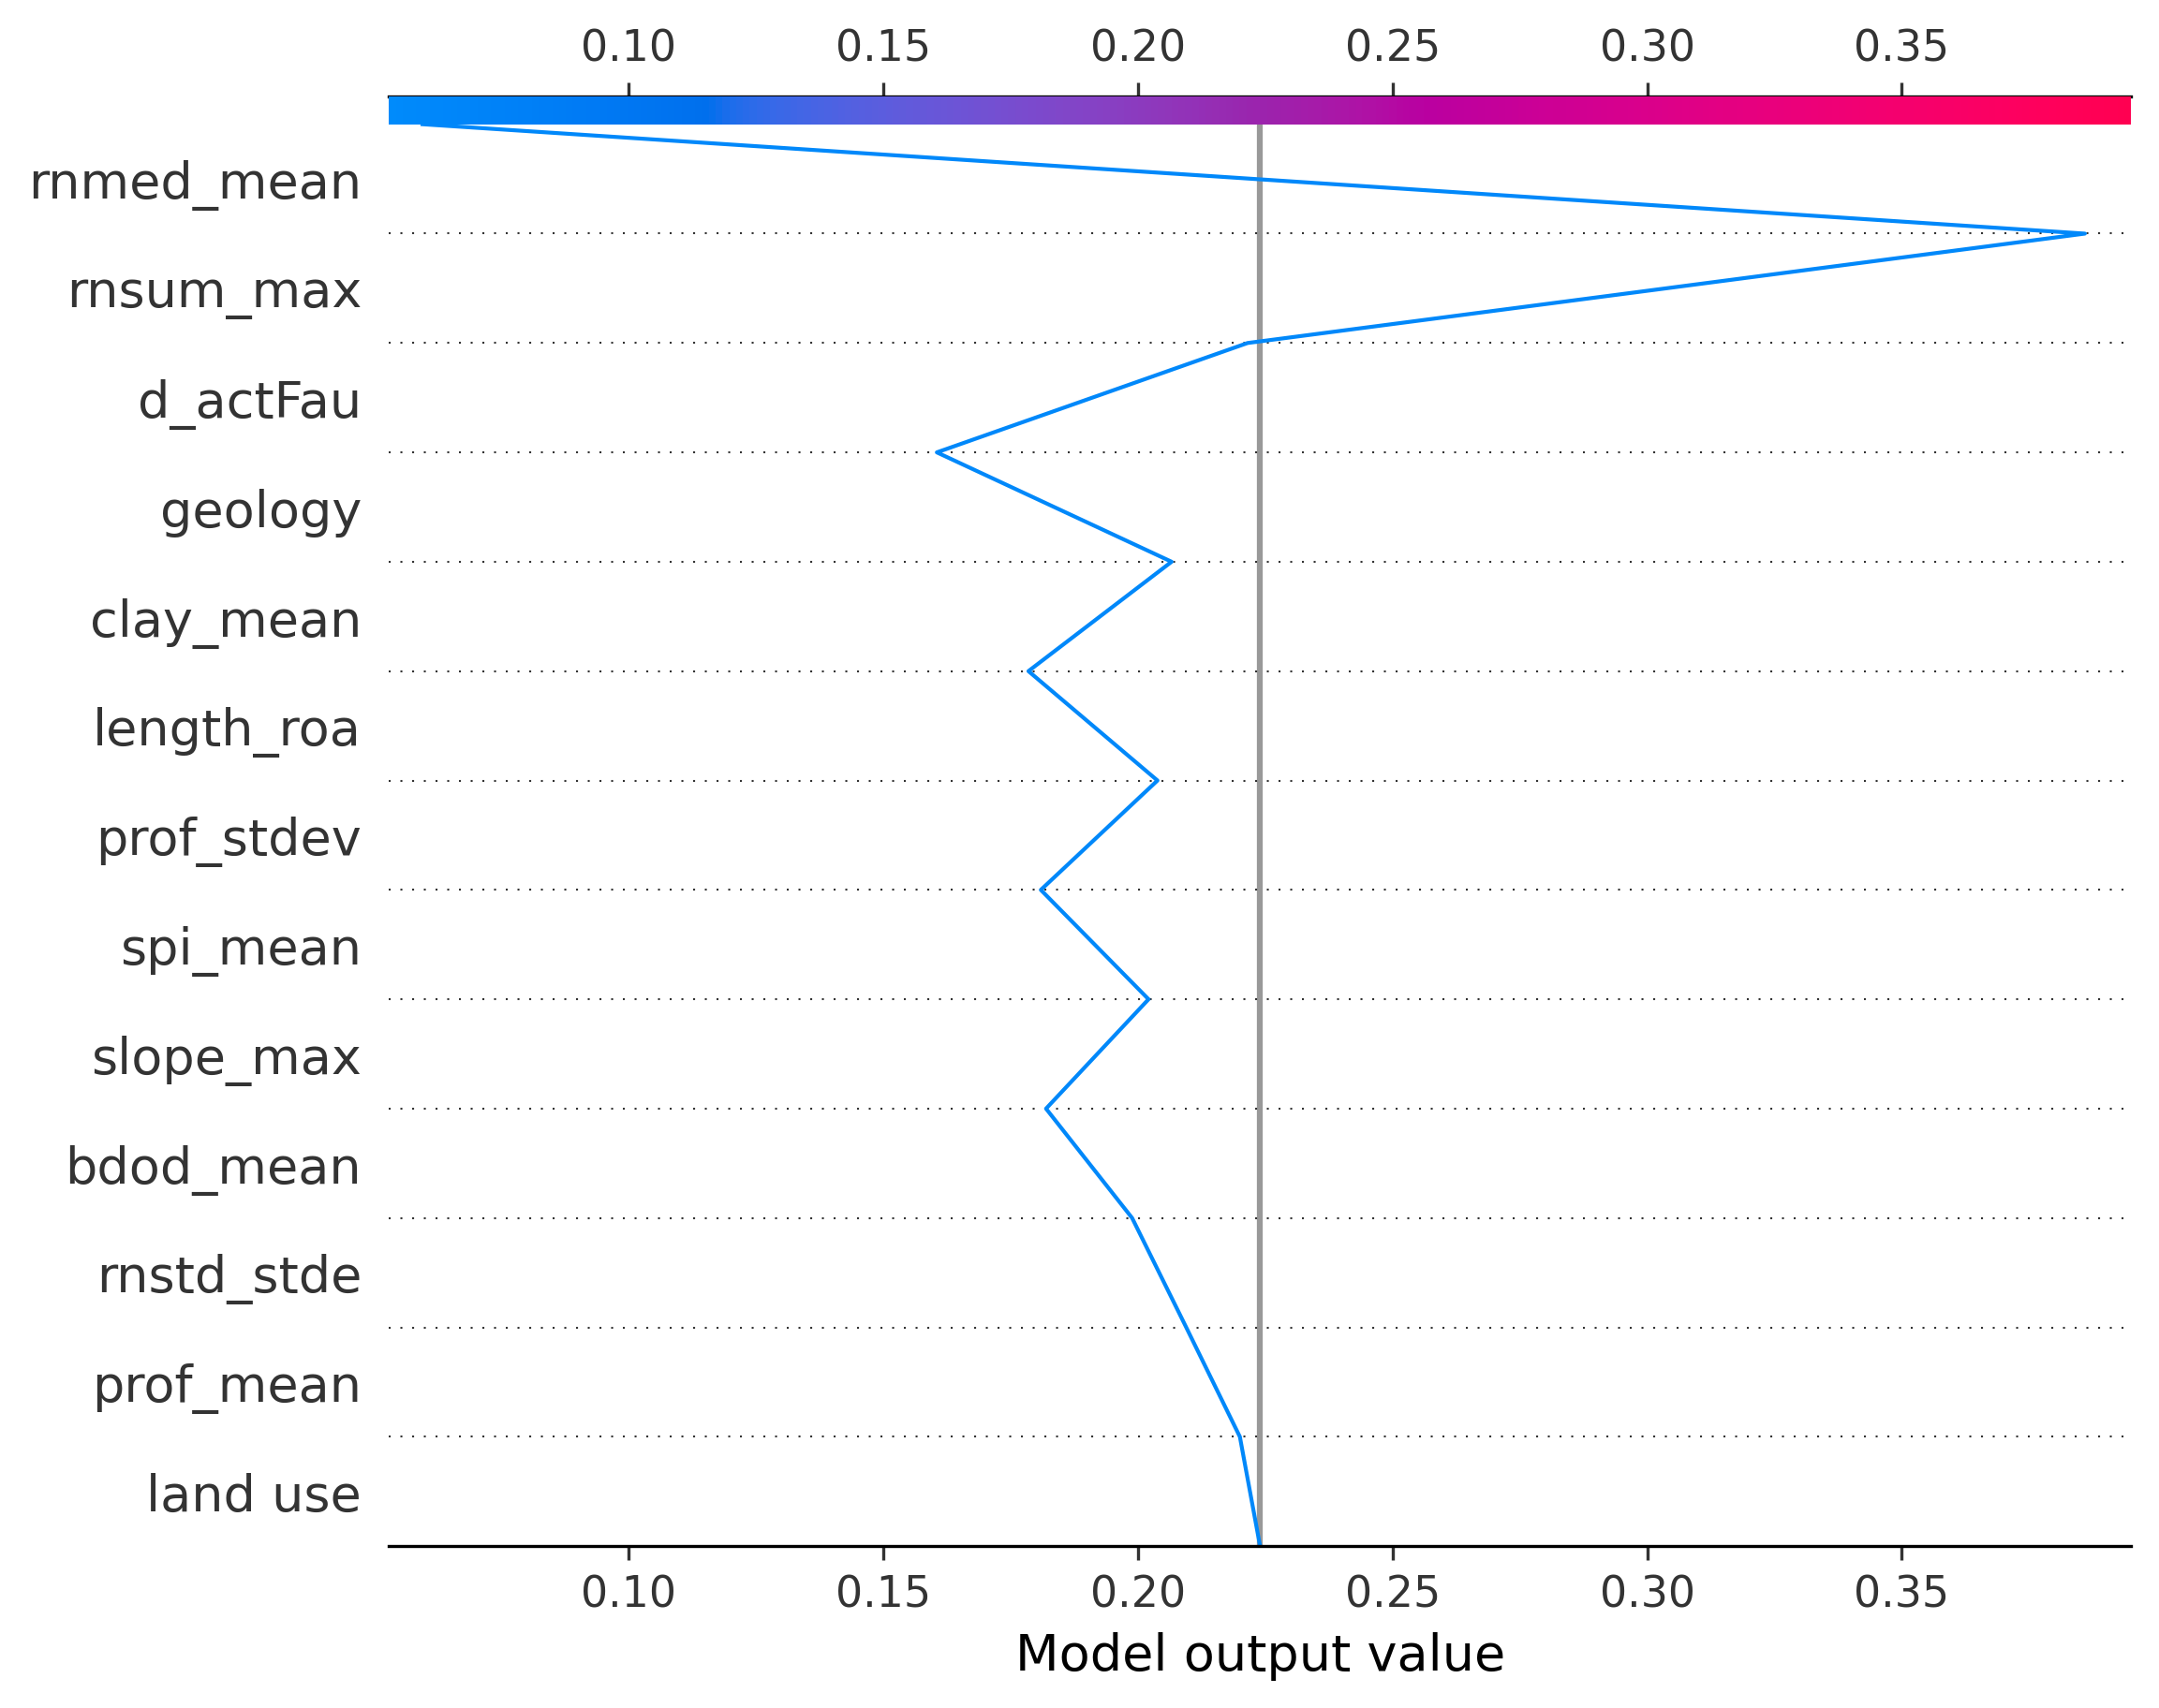 0.10 0.15 0.20 0.25 0.30 0.35
rnmed_mean
rnsum_max
d_actFau
geology
clay_mean
length_roa
prof_stdev
spi_mean
slope_max
bdod_mean
rnstd_stde
prof_mean
land use
0.10 0.15 0.20 0.25 0.30 0.35
Model output value